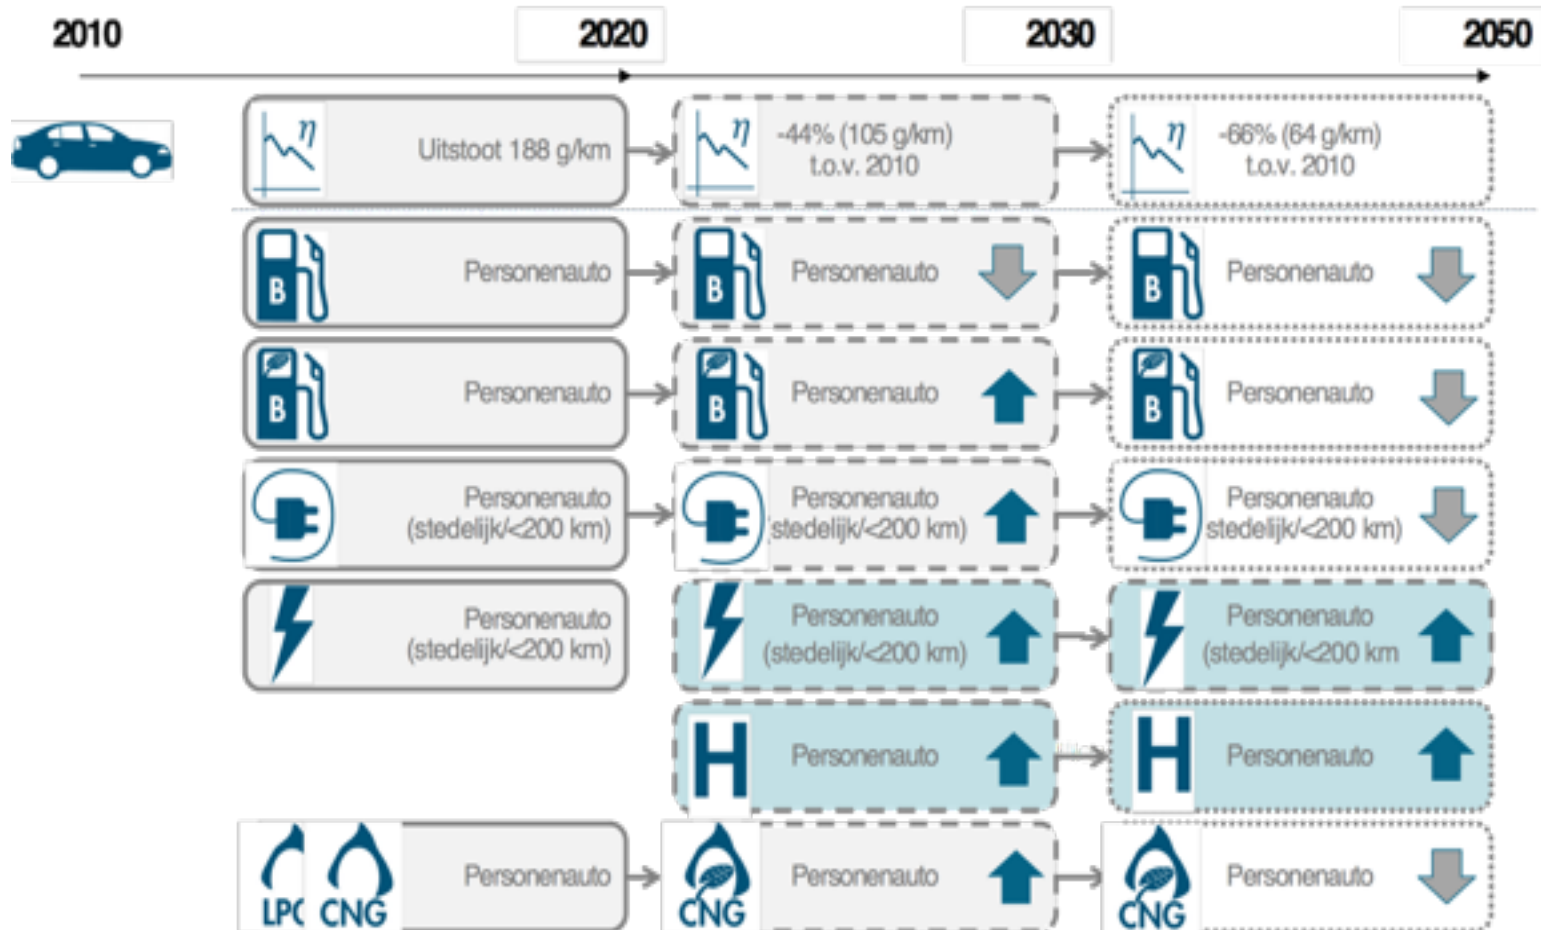 2010 2020 2030 2050
η Uitstoot 188 g/km
η -44% (105 g/km)
t.o.v. 2010
η -66% (64 g/km)
t.o.v. 2010
B Personenauto
B Personenauto
B Personenauto
B Personenauto
B Personenauto
B Personenauto
Personenauto
(stedelijk/<200 km)
Personenauto
stedelijk/<200 km)
Personenauto
stedelijk/<200 km)
Personenauto
(stedelijk/<200 km)
Personenauto
(stedelijk/<200 km)
Personenauto
(stedelijk/<200 km
H Personenauto
H Personenauto
LPG CNG Personenauto
CNG Personenauto
CNG Personenauto